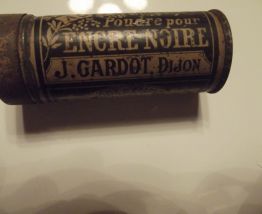 Poudre pour
ENCRE NOIRE
J. GARDOT, DIJON